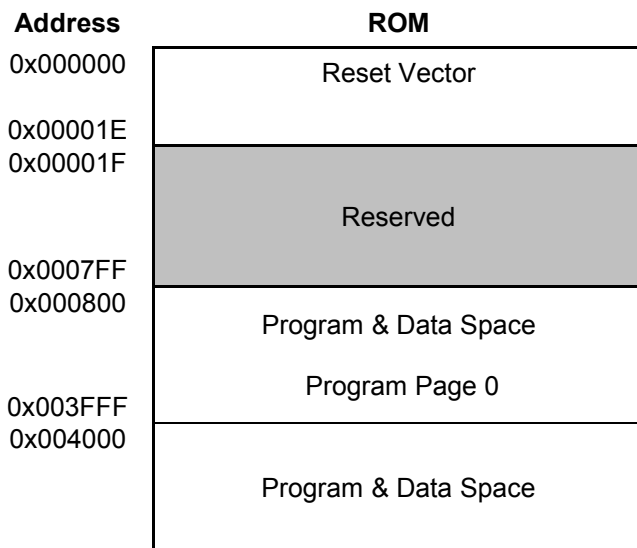 Address ROM
0x000000 Reset Vector
0x00001E
0x00001F
Reserved
0x0007FF
0x000800
Program & Data Space
Program Page 0
0x003FFF
0x004000
Program & Data Space